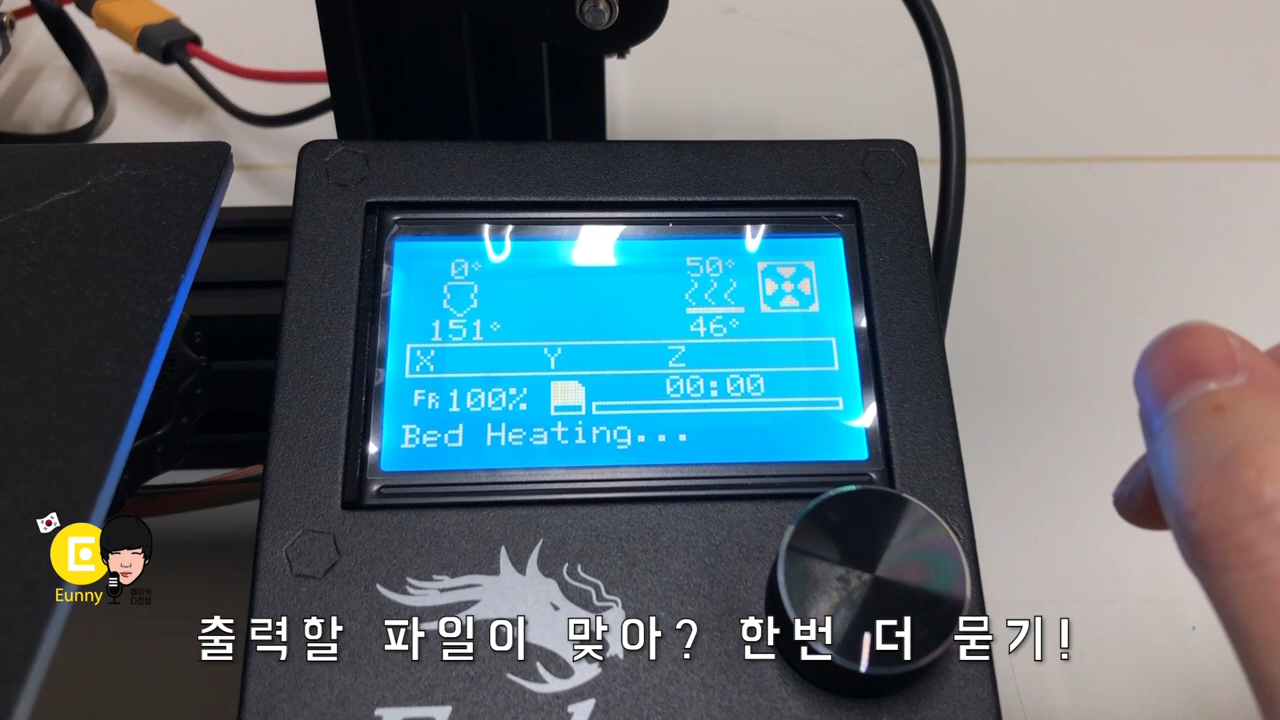 0° 50°
151° 46°
X Y Z
FR 100% 00:00
Bed Heating...
E
Eunny
출력할 파일이 맞아? 한번 더 묻기!